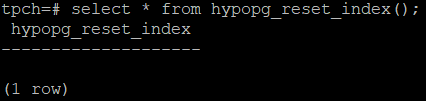 tpch=# select * from hypopg_reset_index();
hypopg_reset_index
--------------------
(1 row)